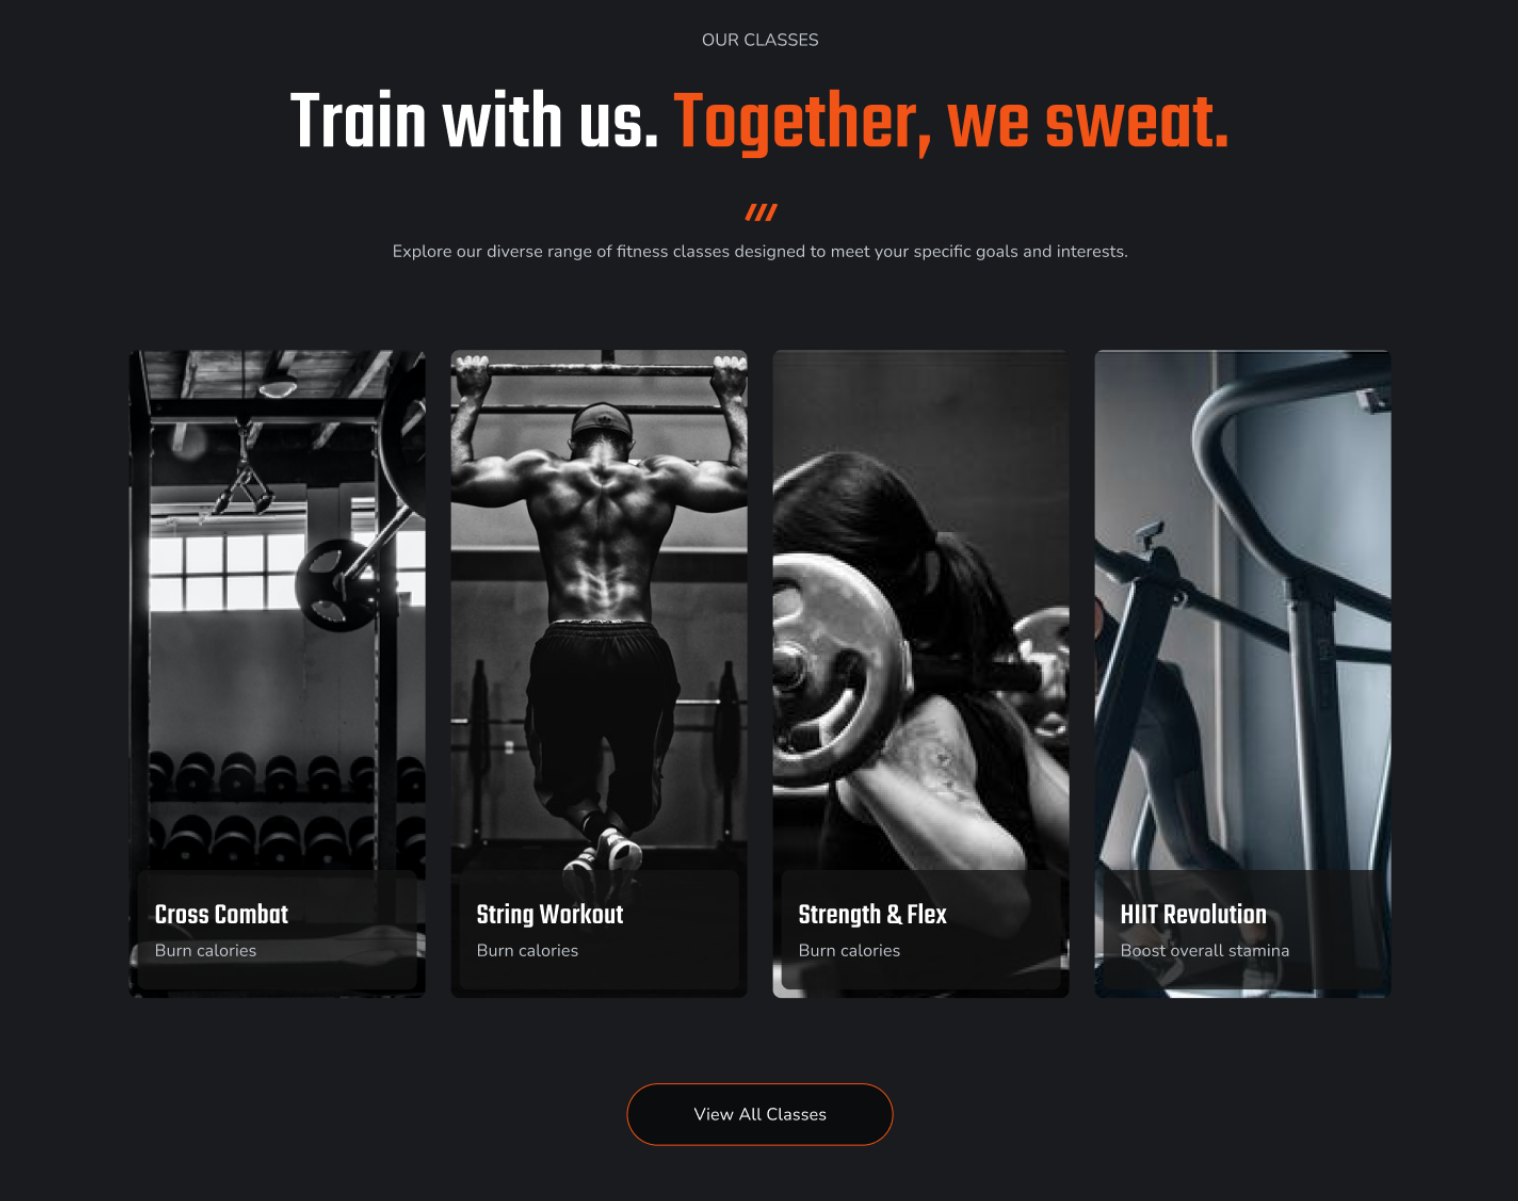 OUR CLASSES
Train with us. Together, we sweat.
Explore our diverse range of fitness classes designed to meet your specific goals and interests.
Cross Combat
Burn calories
String Workout
Burn calories
Strength & Flex
Burn calories
HIIT Revolution
Boost overall stamina
View All Classes